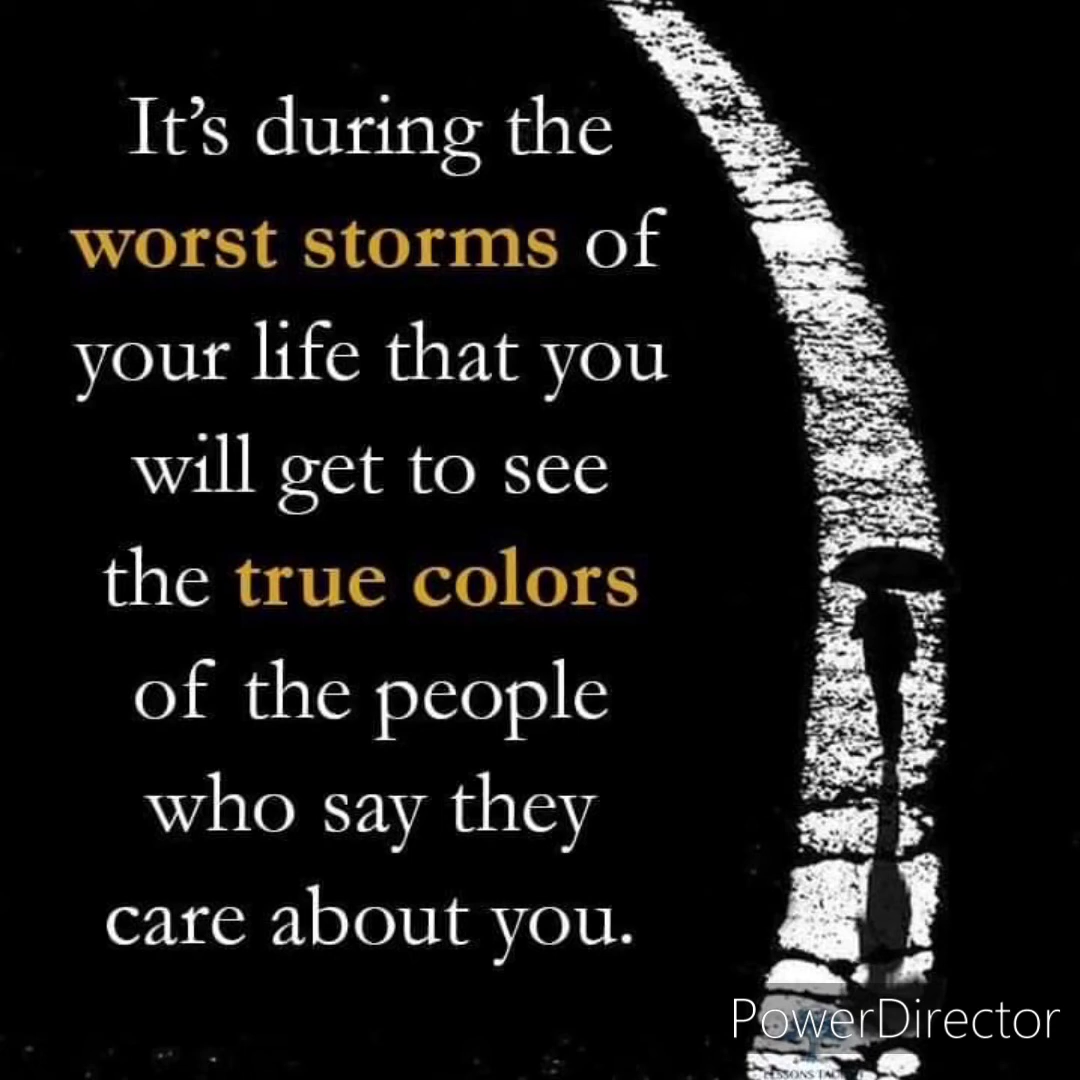 It's during the
worst storms of
your life that you
will get to see
the true colors
of the people
who say they
care about you.
PowerDirector